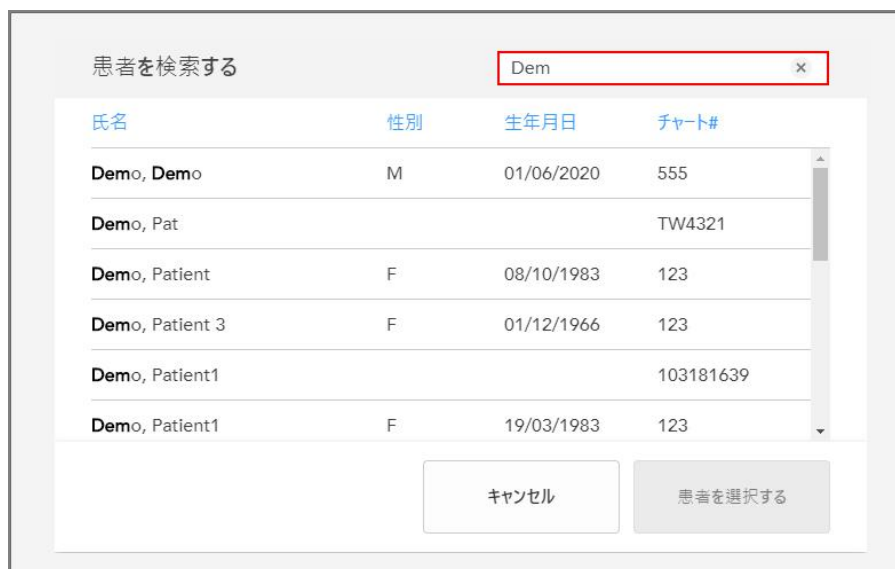 患者を検索する Dem
氏名 性別 生年月日 チャート#
Demo, Demo M 01/06/2020 555
Demo, Pat TW4321
Demo, Patient F 08/10/1983 123
Demo, Patient 3 F 01/12/1966 123
Demo, Patient1 103181639
Demo, Patient1 F 19/03/1983 123
キャンセル 患者を選択する